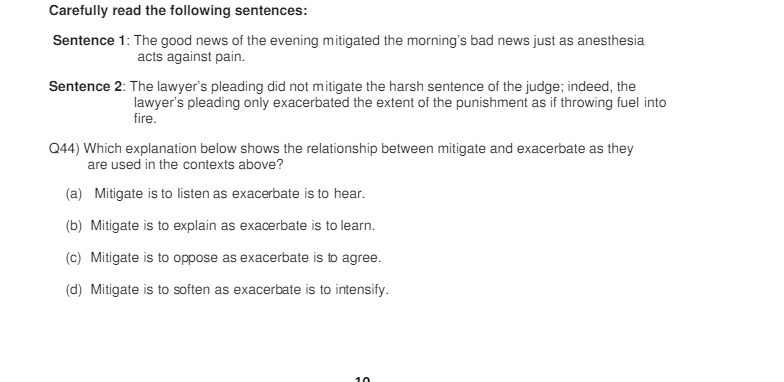 Carefully read the following sentences:
Sentence 1: The good news of the evening mitigated the morning's bad news just as anesthesia
acts against pain.
Sentence 2: The lawyer's pleading did not mitigate the harsh sentence of the judge; indeed, the
lawyer's pleading only exacerbated the extent of the punishment as if throwing fuel into
fire.
Q44) Which explanation below shows the relationship between mitigate and exacerbate as they
are used in the contexts above?
(a) Mitigate is to listen as exacerbate is to hear.
(b) Mitigate is to explain as exacerbate is to learn.
(c) Mitigate is to oppose as exacerbate is to agree.
(d) Mitigate is to soften as exacerbate is to intensify.
10